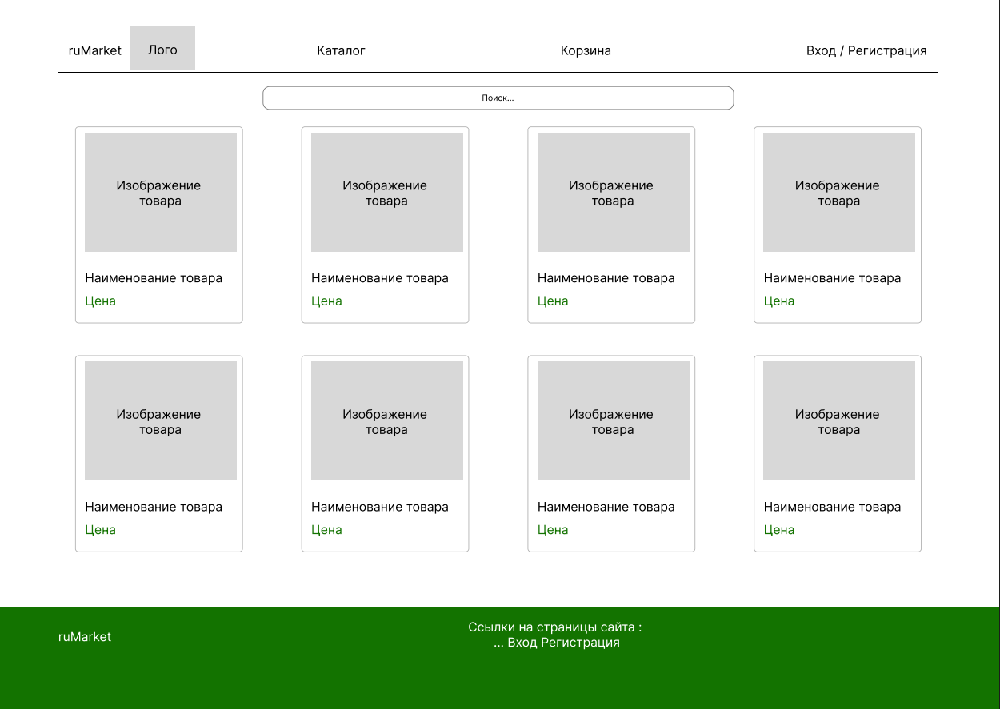 ruMarket
Лого
Каталог
Корзина
Вход / Регистрация
Поиск...
Изображение
товара
Наименование товара
Цена
Изображение
товара
Наименование товара
Цена
Изображение
товара
Наименование товара
Цена
Изображение
товара
Наименование товара
Цена
Изображение
товара
Наименование товара
Цена
Изображение
товара
Наименование товара
Цена
Изображение
товара
Наименование товара
Цена
Изображение
товара
Наименование товара
Цена
ruMarket
Ссылки на страницы сайта :
... Вход Регистрация